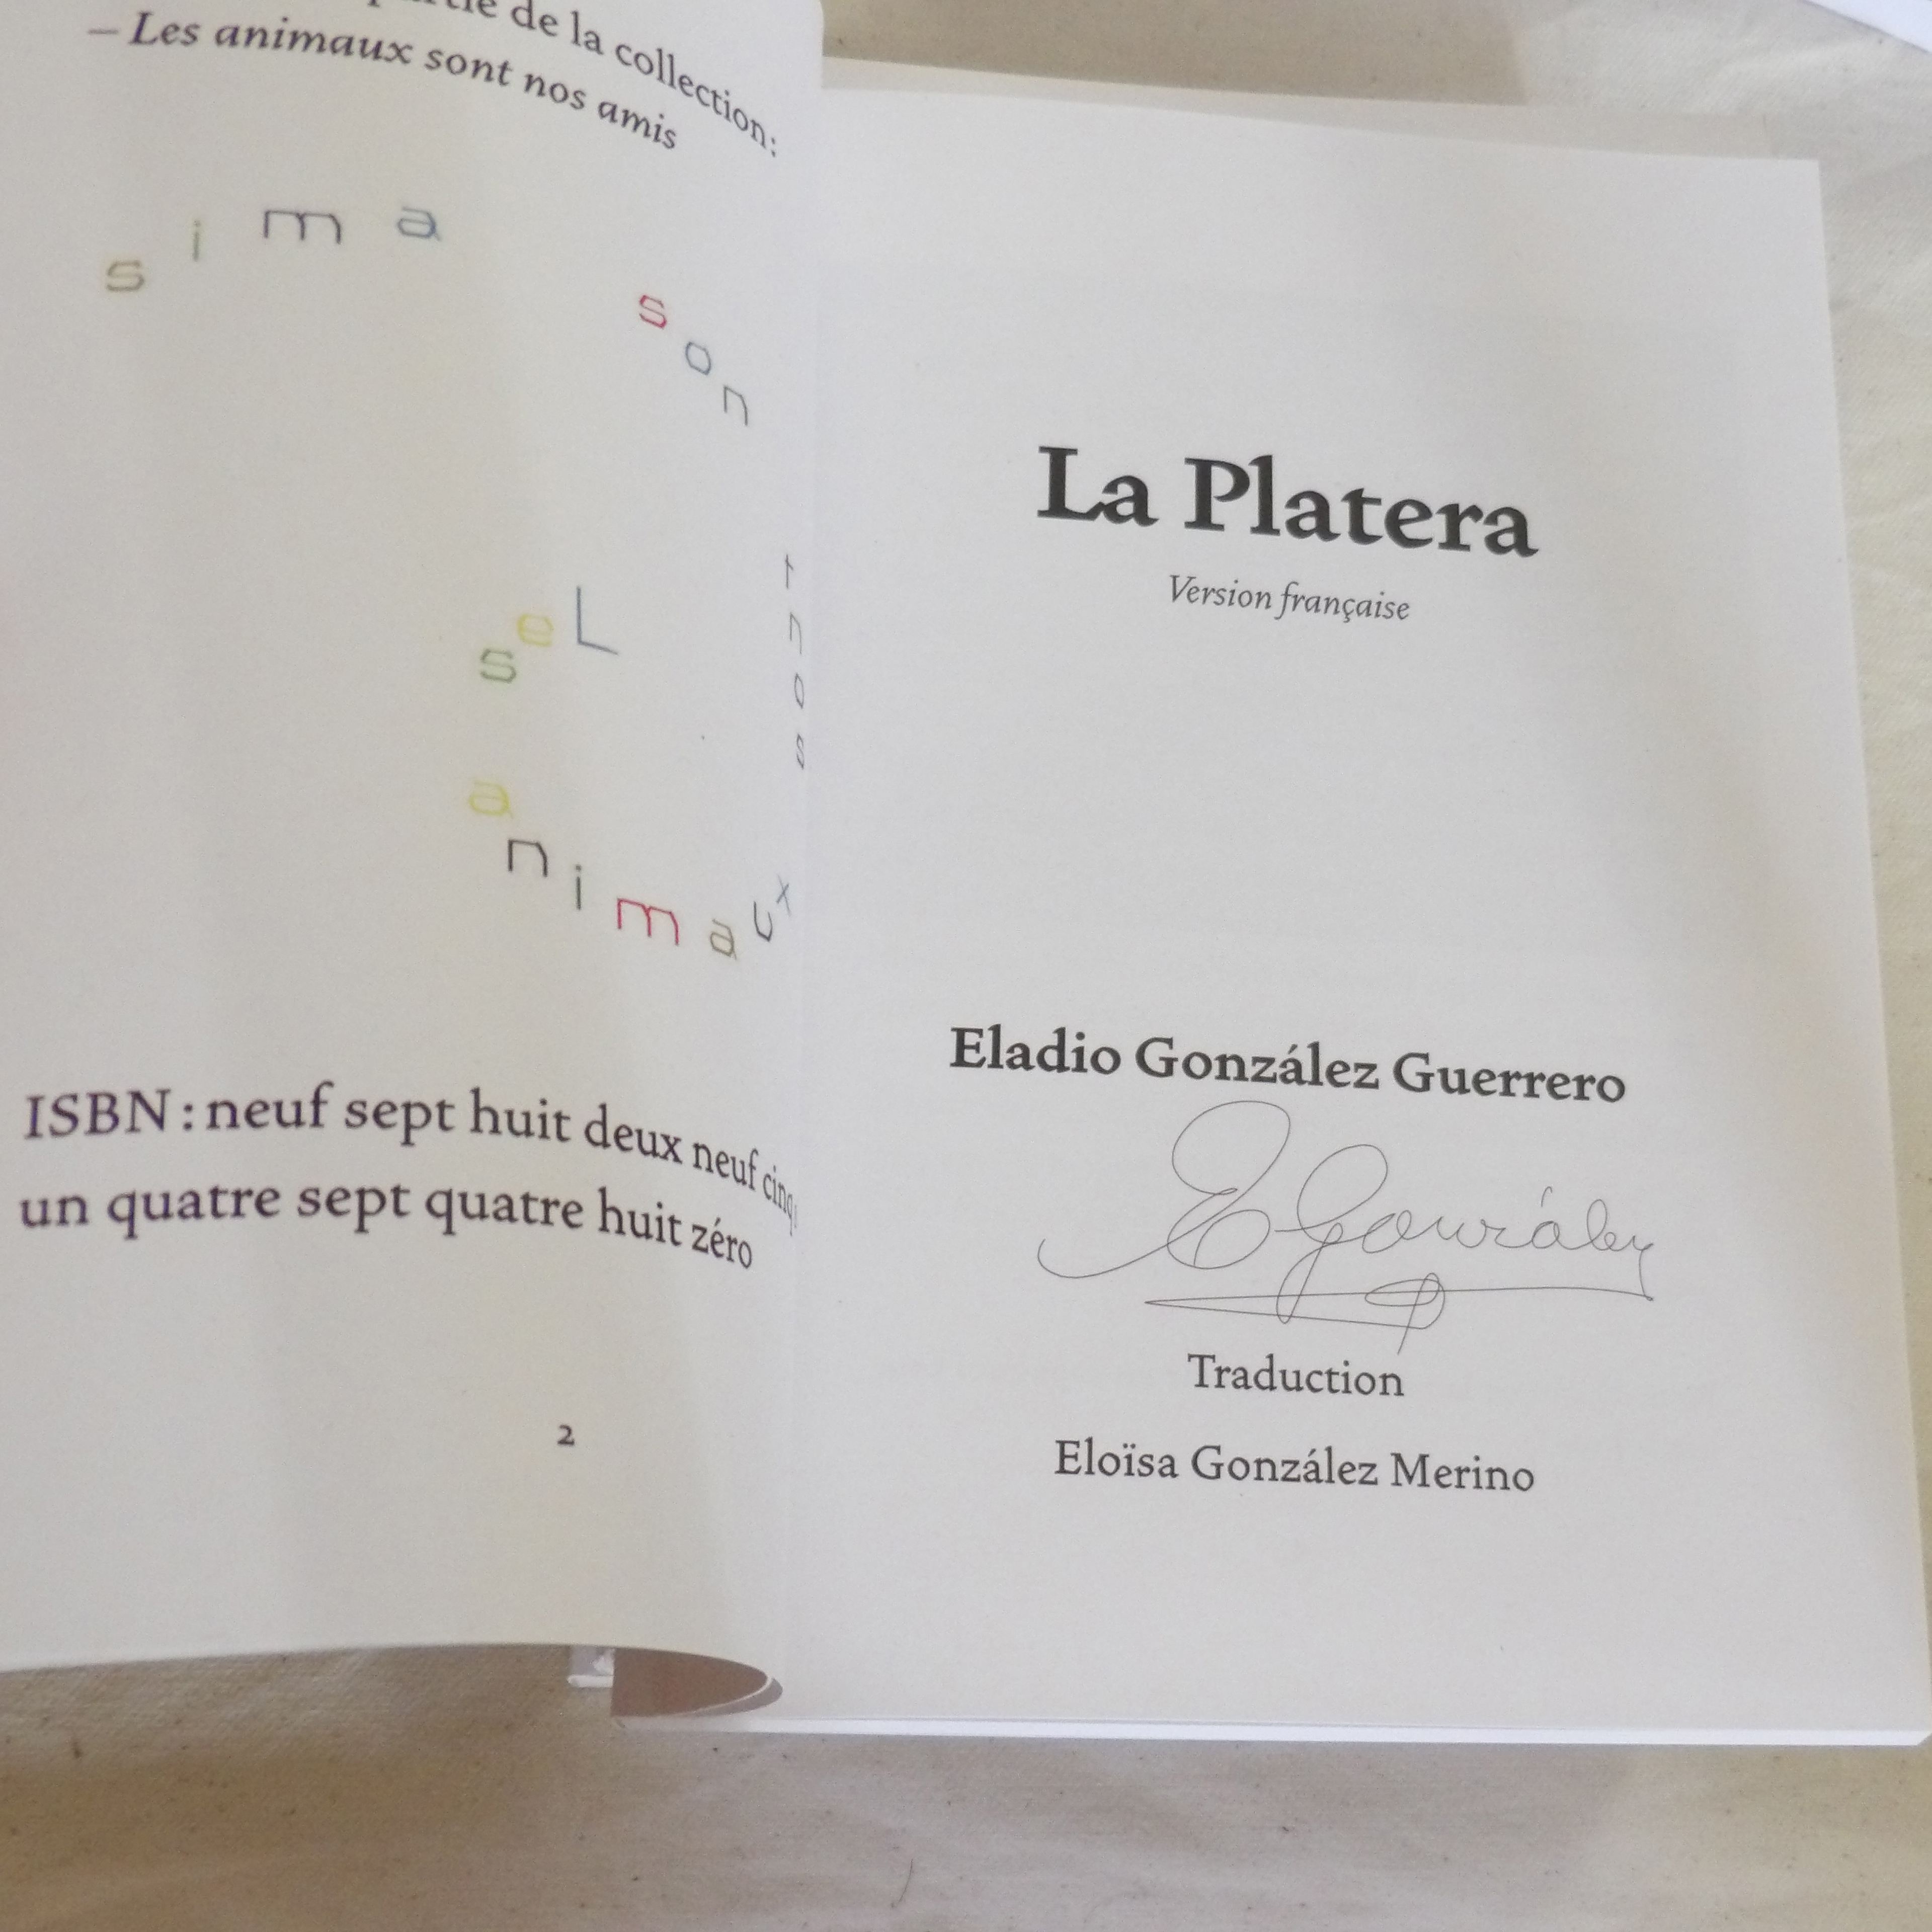 de la collection:
– Les animaux sont nos amis
s i m a
s o n
s e L
t n o s
a n i m a u x
ISBN : neuf sept huit deux neuf
un quatre sept quatre huit zéro
2
La Platera
Version française
Eladio González Guerrero
E González
Traduction
Eloïsa González Merino